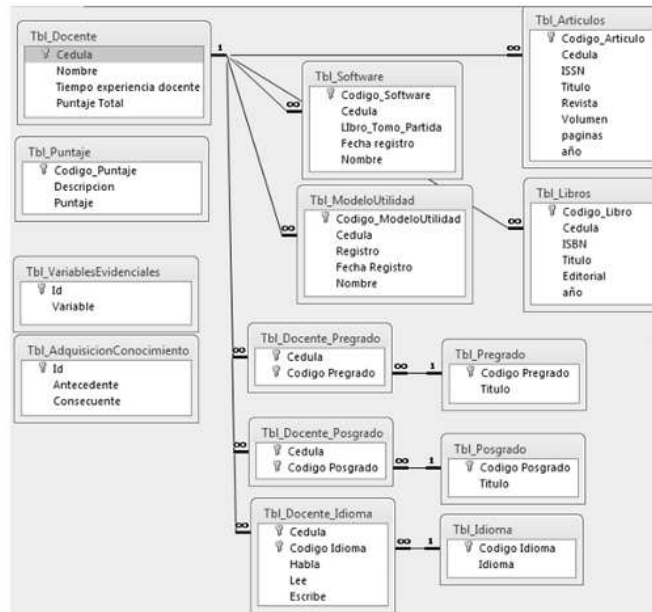 Tbl_Docente
Cedula
Nombre
Tiempo experiencia docente
Puntaje Total
1
∞
Tbl_Articulos
Codigo_Articulo
Cedula
ISSN
Titulo
Revista
Volumen
paginas
año
Tbl_Software
Codigo_Software
Cedula
LIbro_Tomo_Partida
Fecha registro
Nombre
∞
Tbl_Puntaje
Codigo_Puntaje
Descripcion
Puntaje
Tbl_ModeloUtilidad
Codigo_ModeloUtilidad
Cedula
Registro
Fecha Registro
Nombre
∞
Tbl_Libros
Codigo_Libro
Cedula
ISBN
Titulo
Editorial
año
∞
Tbl_VariablesEvidenciales
Id
Variable
Tbl_AdquisicionConocimiento
Id
Antecedente
Consecuente
Tbl_Docente_Pregrado
Cedula
Codigo Pregrado
∞
∞ 1
Tbl_Pregrado
Codigo Pregrado
Titulo
Tbl_Docente_Posgrado
Cedula
Codigo Posgrado
∞
∞ 1
Tbl_Posgrado
Codigo Posgrado
Titulo
Tbl_Docente_Idioma
Cedula
Codigo Idioma
Habla
Lee
Escribe
∞
∞ 1
Tbl_Idioma
Codigo Idioma
Idioma